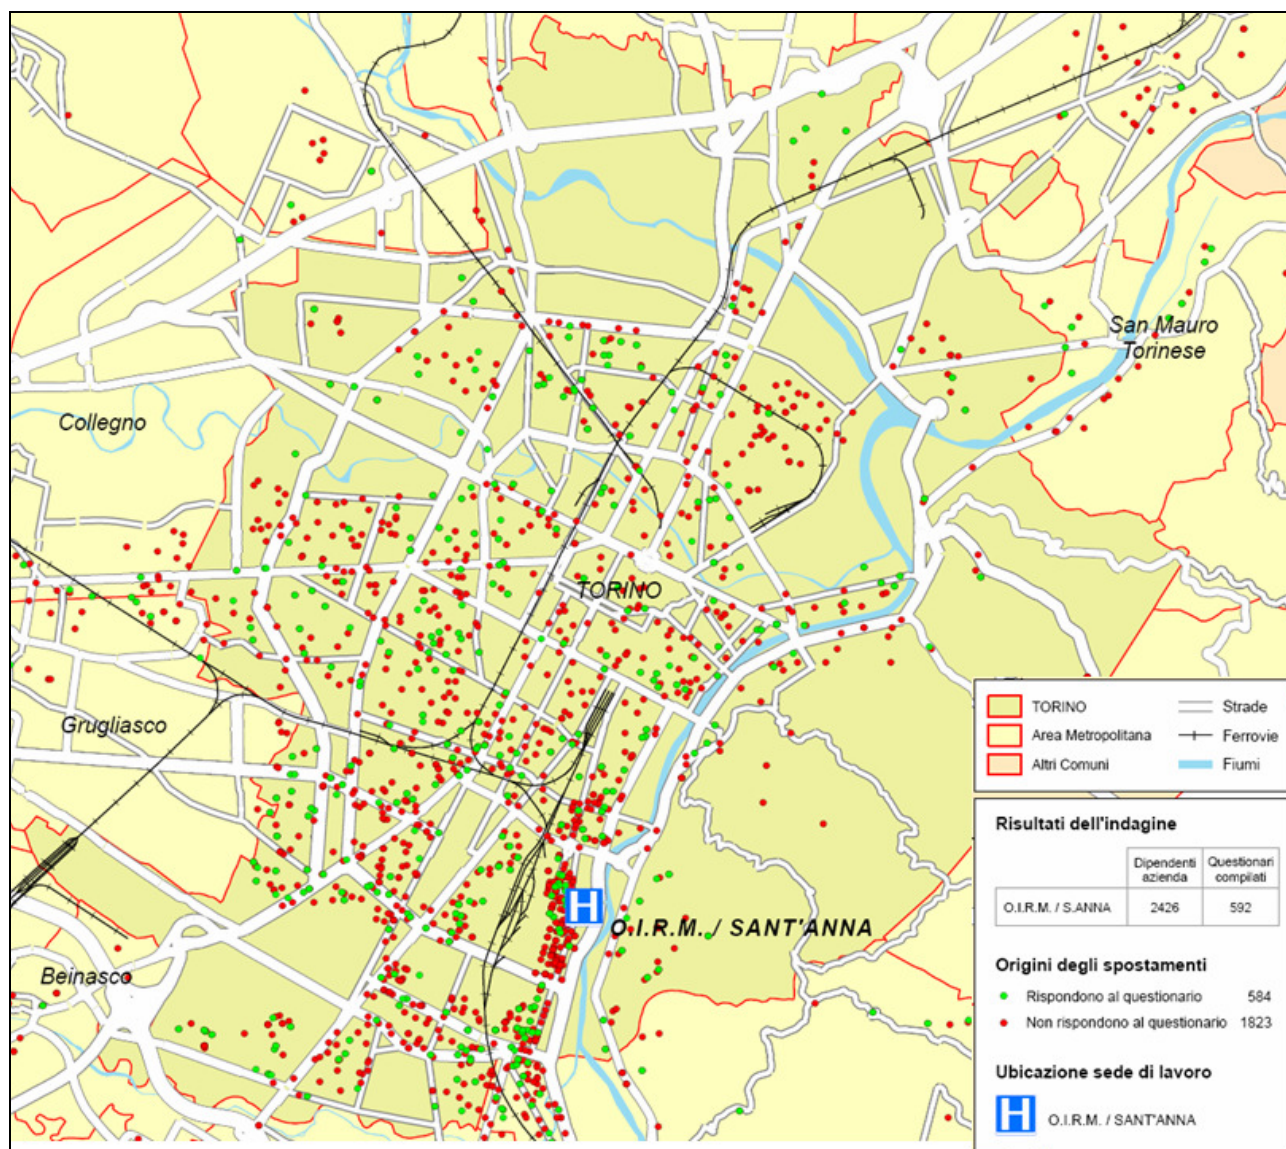 San Mauro
Torinese
Collegno
TORINO
Grugliasco
O.I.R.M. / SANT'ANNA
Beinasco
TORINO
Strade
Area Metropolitana
Ferrovie
Altri Comuni
Fiumi
Risultati dell'indagine
Dipendenti
azienda
Questionari
compilati
O.I.R.M. / S.ANNA
2426
592
Origini degli spostamenti
Rispondono al questionario 584
Non rispondono al questionario 1823
Ubicazione sede di lavoro
H
O.I.R.M. / SANT'ANNA